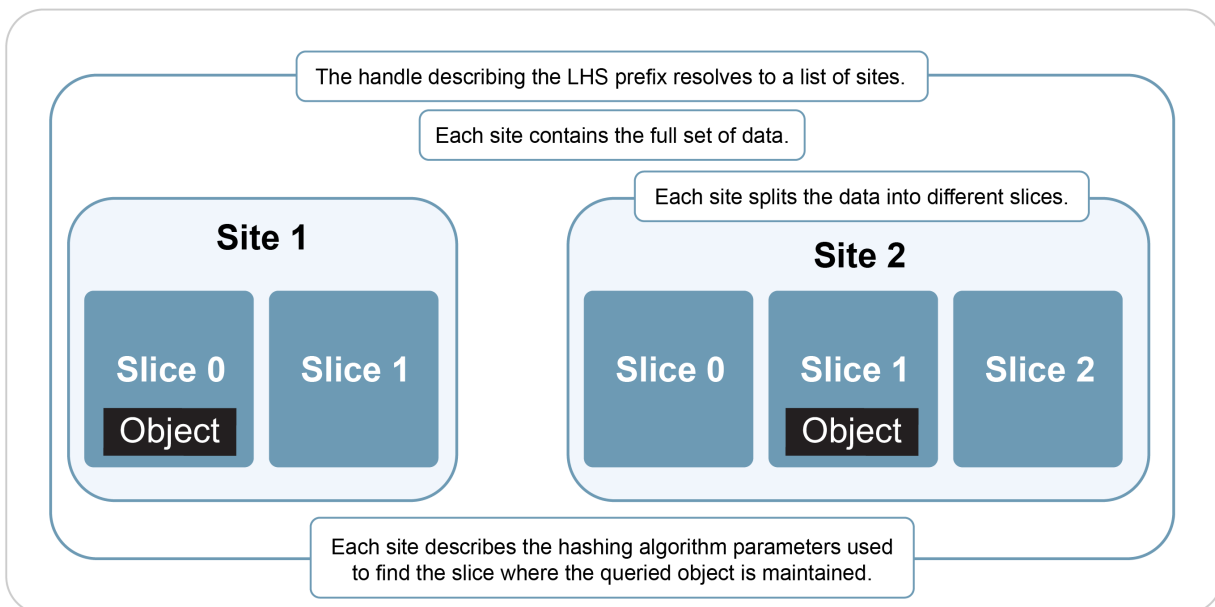 The handle describing the LHS prefix resolves to a list of sites.
Each site contains the full set of data.
Each site splits the data into different slices.
Site 1
Slice 0
Object
Slice 1
Site 2
Slice 0
Slice 1
Object
Slice 2
Each site describes the hashing algorithm parameters used
to find the slice where the queried object is maintained.